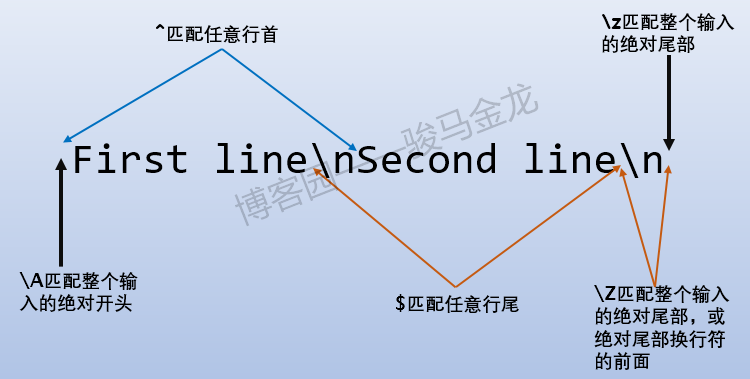 ^匹配任意行首
\z匹配整个输入
的绝对尾部
First line\nSecond line\n
博客园——骏马金龙
\A匹配整个输
入的绝对开头
$匹配任意行尾
\Z匹配整个输入
的绝对尾部，或
绝对尾部换行符
的前面